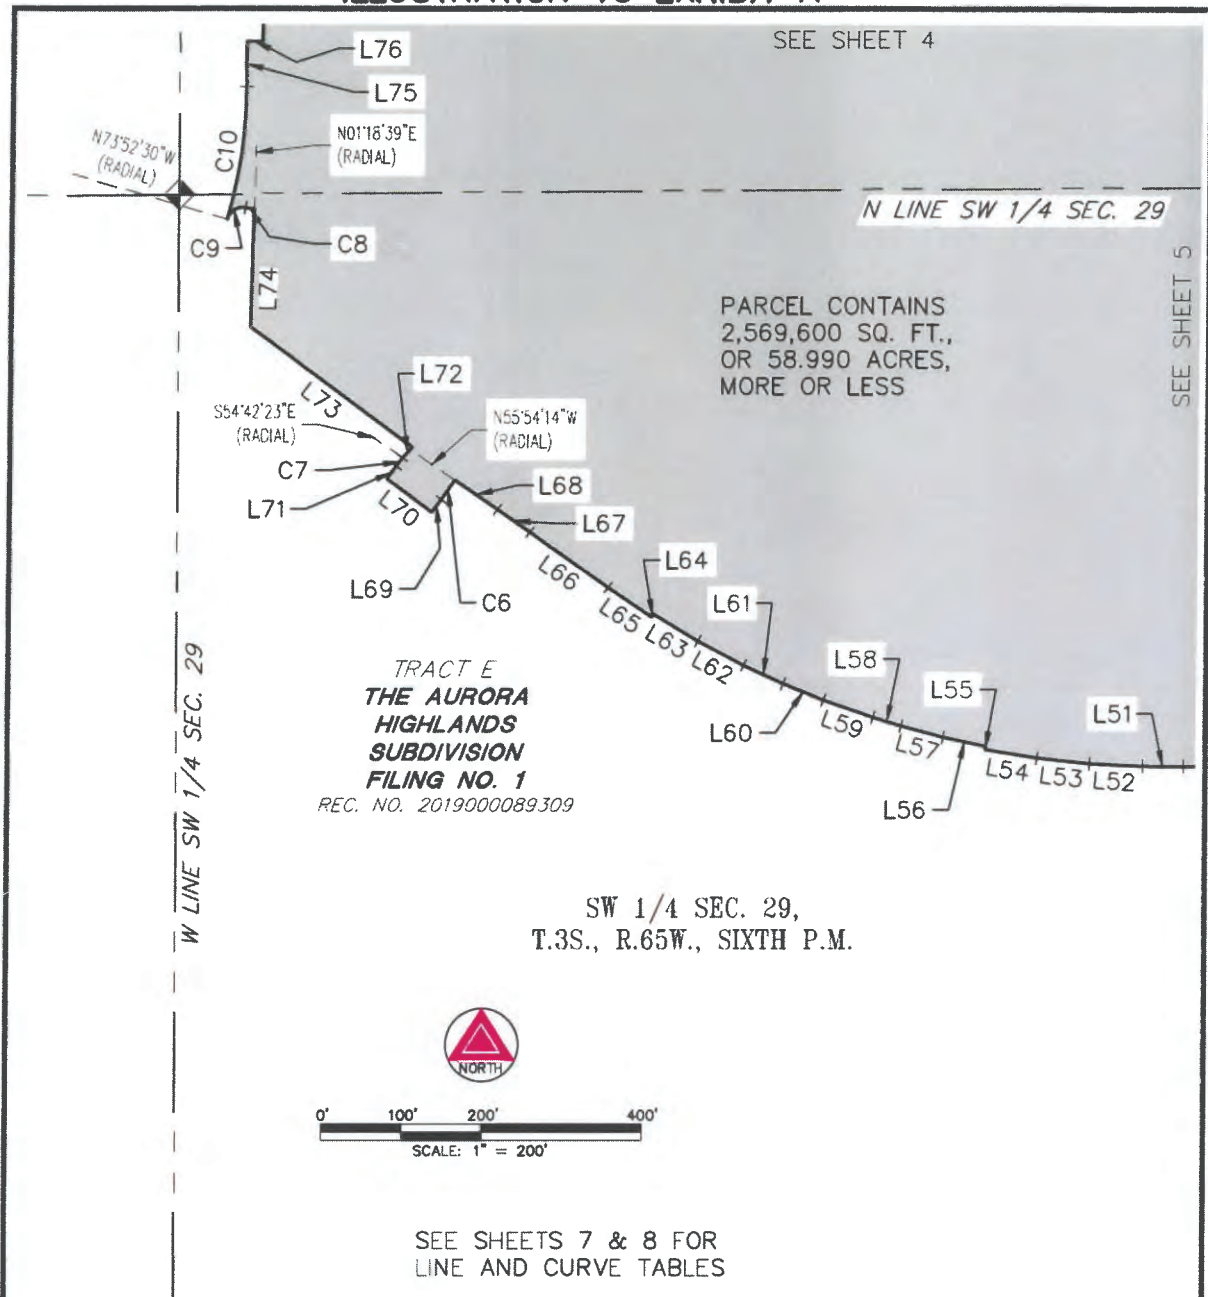 ILLUSTRATION TO EXHIBIT A
SEE SHEET 4
L76
L75
N73°52'30"W
(RADIAL)
C10
N01°18'39"E
(RADIAL)
N LINE SW 1/4 SEC. 29
C9
C8
L74
SEE SHEET 5
PARCEL CONTAINS
2,569,600 SQ. FT.,
OR 58.990 ACRES,
MORE OR LESS
L73
L72
S54°42'23"E
(RADIAL)
N55°54'14"W
(RADIAL)
C7
L71
L70
L68
L67
L69
C6
L66
L64
L65
L63
L61
L62
L60
L58
L59
L55
L57
L51
L56
L54
L53
L52
W LINE SW 1/4 SEC. 29
TRACT E
THE AURORA
HIGHLANDS
SUBDIVISION
FILING NO. 1
REC. NO. 2019000089309
SW 1/4 SEC. 29,
T.3S., R.65W., SIXTH P.M.
NORTH
0' 100' 200' 400'
SCALE: 1" = 200'
SEE SHEETS 7 & 8 FOR
LINE AND CURVE TABLES